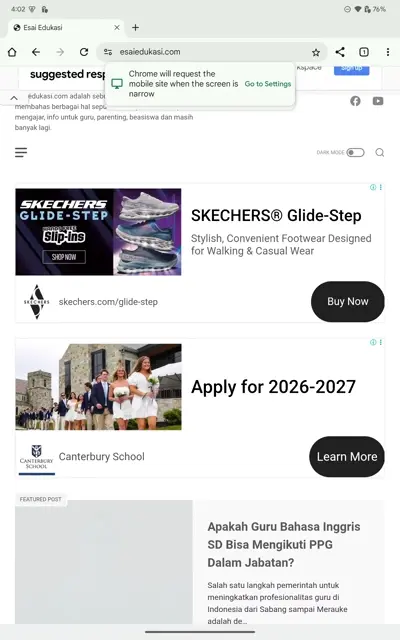 4:02
76%
Esai Edukasi
esaiedukasi.com
1
suggested resp
Chrome will request the
mobile site when the screen is
narrow
Go to Settings
kspace
Sign up
edukasi.com adalah
membahas berbagai hal
mengajar, info untuk guru, parenting, beasiswa dan masih
banyak lagi.
DARK MODE
SKECHERS
GLIDE-STEP
Slip-ins
SHOP NOW
SKECHERS® Glide-Step
Stylish, Convenient Footwear Designed
for Walking & Casual Wear
SKECHERS
skechers.com/glide-step
Buy Now
Apply for 2026-2027
CANTERBURY
SCHOOL
Canterbury School
Learn More
FEATURED POST
Apakah Guru Bahasa Inggris
SD Bisa Mengikuti PPG
Dalam Jabatan?
Salah satu langkah pemerintah untuk
meningkatkan profesionalitas guru di
Indonesia dari Sabang sampai Merauke
adalah de…